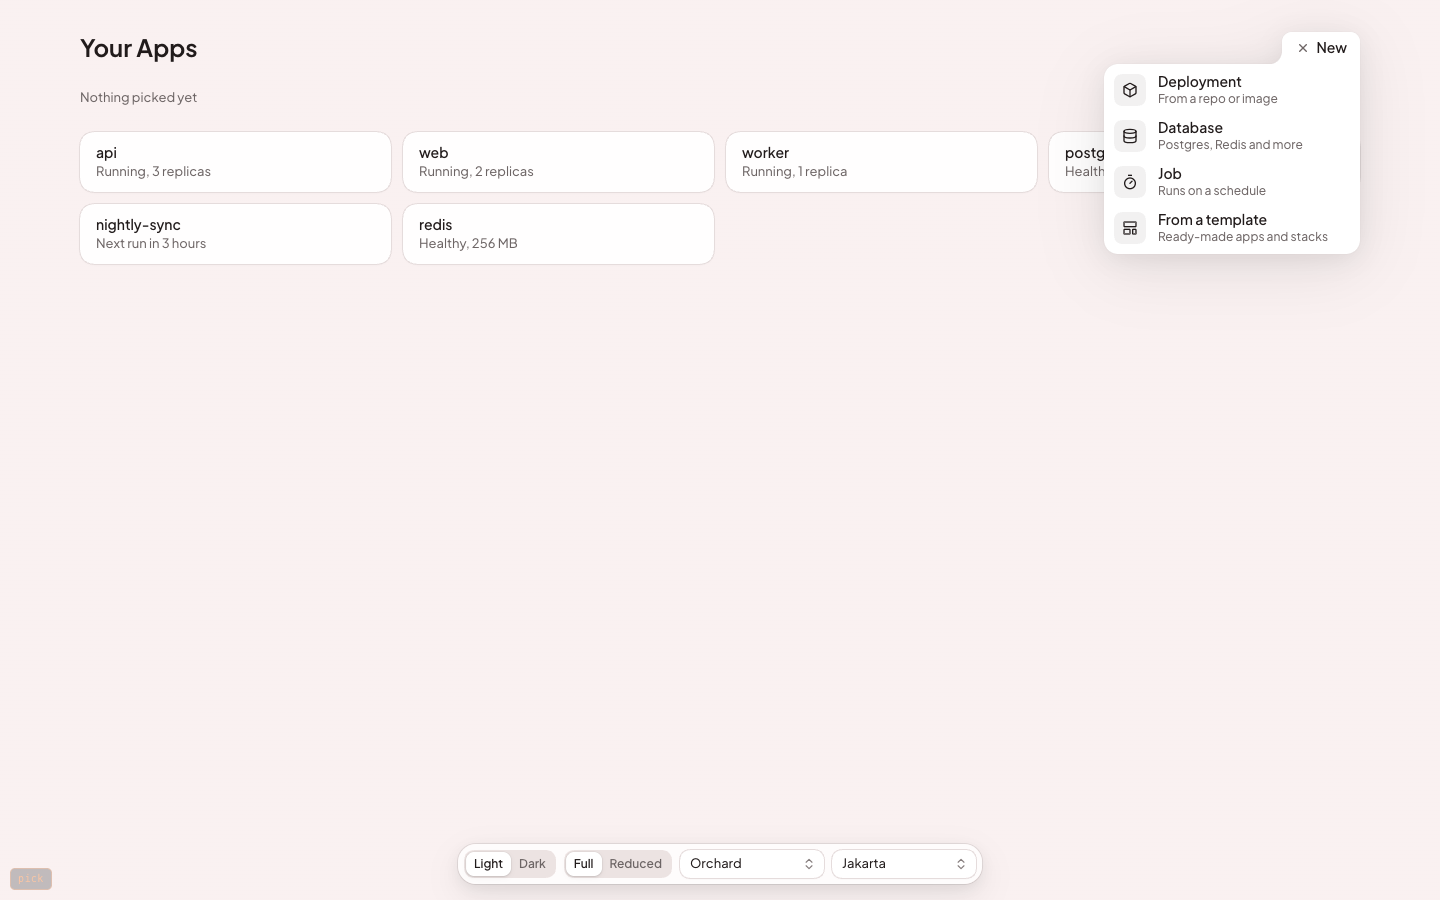 Your Apps
New
Nothing picked yet
Deployment
From a repo or image
Database
Postgres, Redis and more
Job
Runs on a schedule
From a template
Ready-made apps and stacks
api
Running, 3 replicas
web
Running, 2 replicas
worker
Running, 1 replica
postg
Health
nightly-sync
Next run in 3 hours
redis
Healthy, 256 MB
Light
Dark
Full
Reduced
Orchard
Jakarta
pick